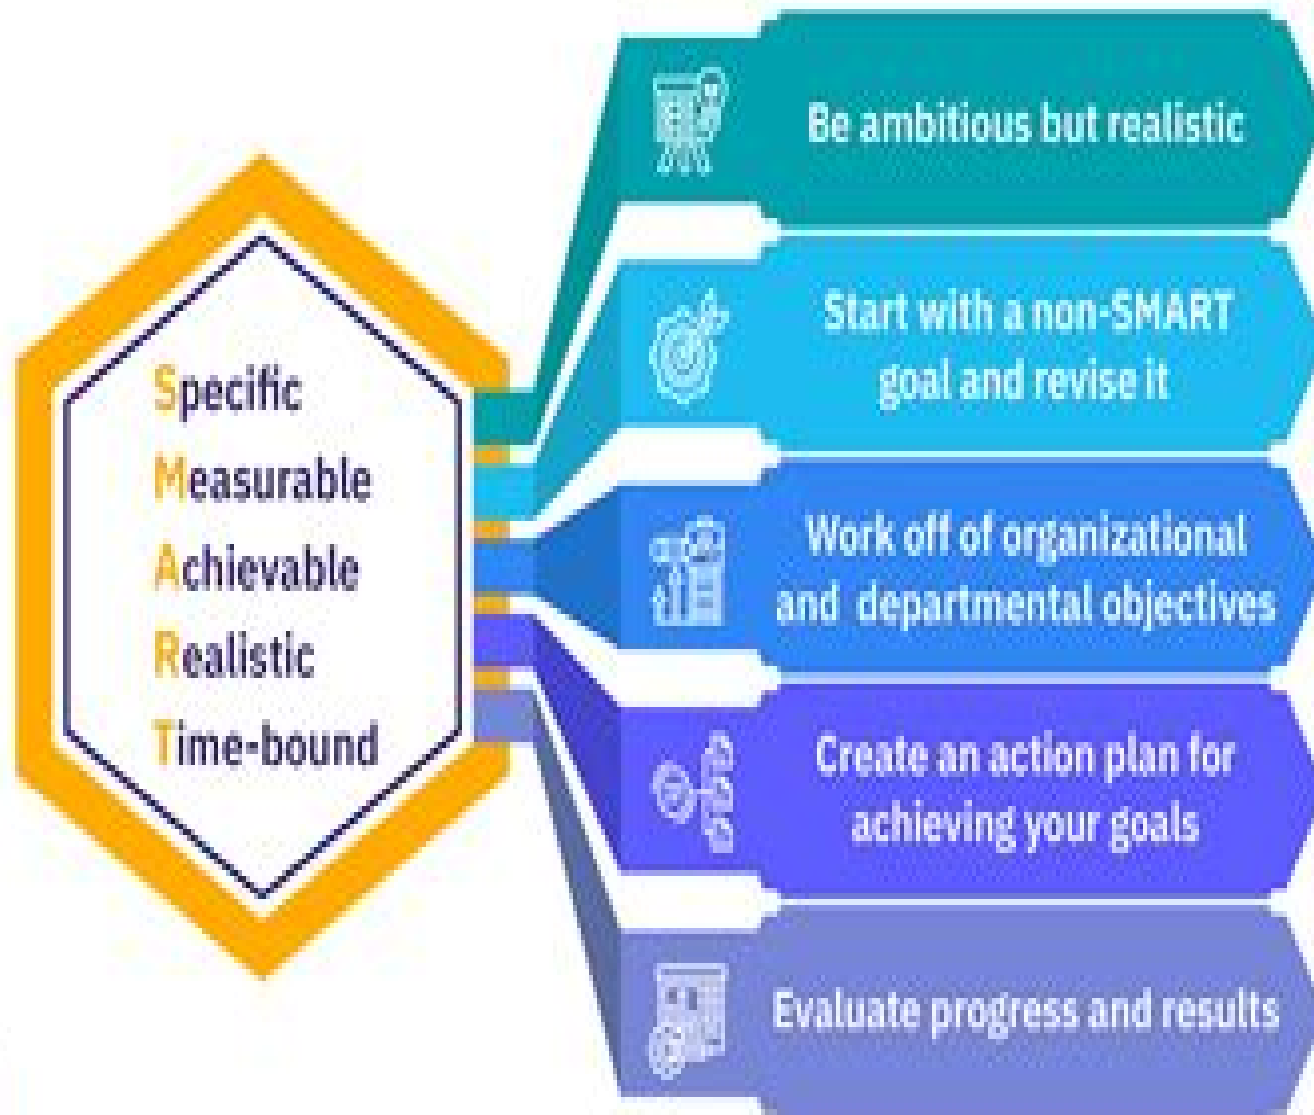 Specific
Measurable
Achievable
Realistic
Time-bound
Be ambitious but realistic
Start with a non-SMART
goal and revise it
Work off of organizational
and departmental objectives
Create an action plan for
achieving your goals
Evaluate progress and results